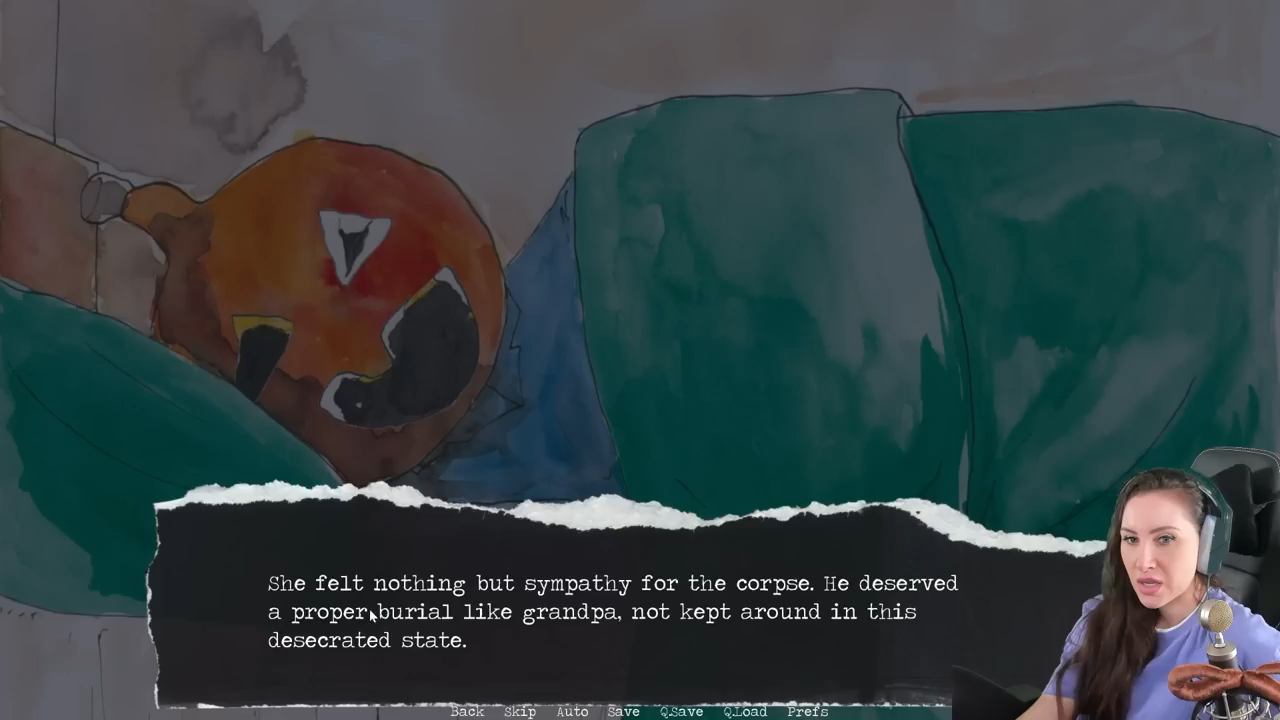 She felt nothing but sympathy for the corpse. He deserved
a proper burial like grandpa, not kept around in this
desecrated state.
Back Skip Auto Save Q.Save Q.Load Prefs